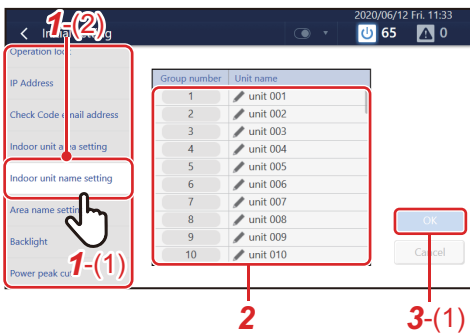 2020/06/12 Fri. 11:33
1-(2)
65
0
Operation lock
IP Address
Check Code email address
Indoor unit area setting
Indoor unit name setting
Area name setting
Backlight
1-(1)
Power peak cut
Group number Unit name
1 unit 001
2 unit 002
3 unit 003
4 unit 004
5 unit 005
6 unit 006
7 unit 007
8 unit 008
9 unit 009
10 unit 010
OK
Cancel
2
3-(1)